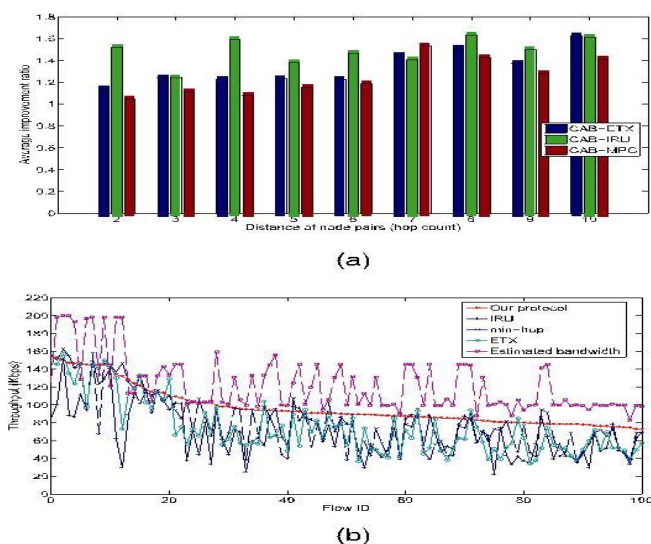 1.8
1.6
1.4
1.2
1
0.8
0.6
0.4
0.2
0
Average improvement ratio
CAB-ETX
CAB-IRU
CAB-MPC
2 3 4 5 6 7 8 9 10
Distance of node pairs (hop count)
(a)
220
200
180
160
140
120
100
80
60
40
20
0
Throughput (Kbps)
Our protocol
IRU
min-hop
ETX
Estimated bandwidth
0 20 40 60 80 100
Flow ID
(b)